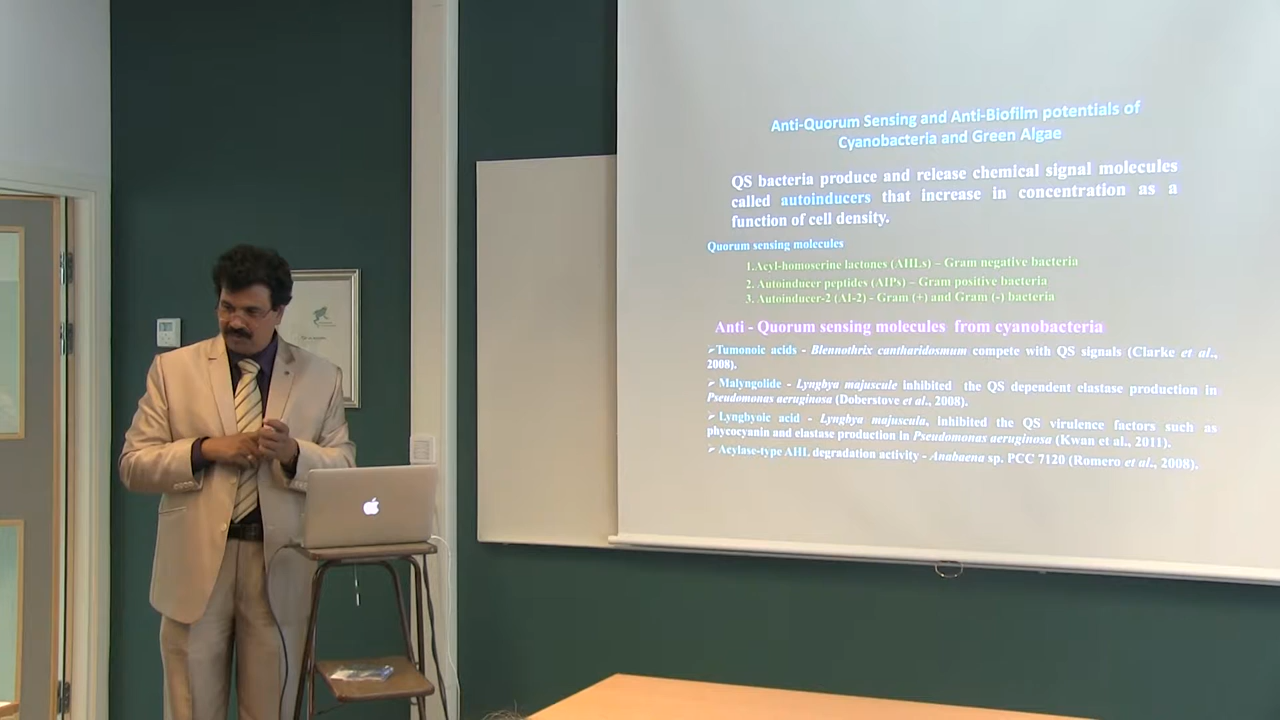 Anti-Quorum Sensing and Anti-Biofilm potentials of
Cyanobacteria and Green Algae
QS bacteria produce and release chemical signal molecules
called autoinducers that increase in concentration as a
function of cell density.
Quorum sensing molecules
1.Acyl-homoserine lactones (AHLs) – Gram negative bacteria
2. Autoinducer peptides (AIPs) – Gram positive bacteria
3. Autoinducer-2 (AI-2) - Gram (+) and Gram (-) bacteria
Anti - Quorum sensing molecules from cyanobacteria
➢Tumonoic acids - Blennothrix cantharidosmum compete with QS signals (Clarke et al.,
2008).
➢ Malyngolide – Lyngbya majuscule inhibited the QS dependent elastase production in
Pseudomonas aeruginosa (Doberstove et al., 2008).
➢ Lyngbyoic acid - Lyngbya majuscula, inhibited the QS virulence factors such as
phycocyanin and elastase production in Pseudomonas aeruginosa (Kwan et al., 2011).
➢ Acylase-type AHL degradation activity - Anabaena sp. PCC 7120 (Romero et al., 2008).